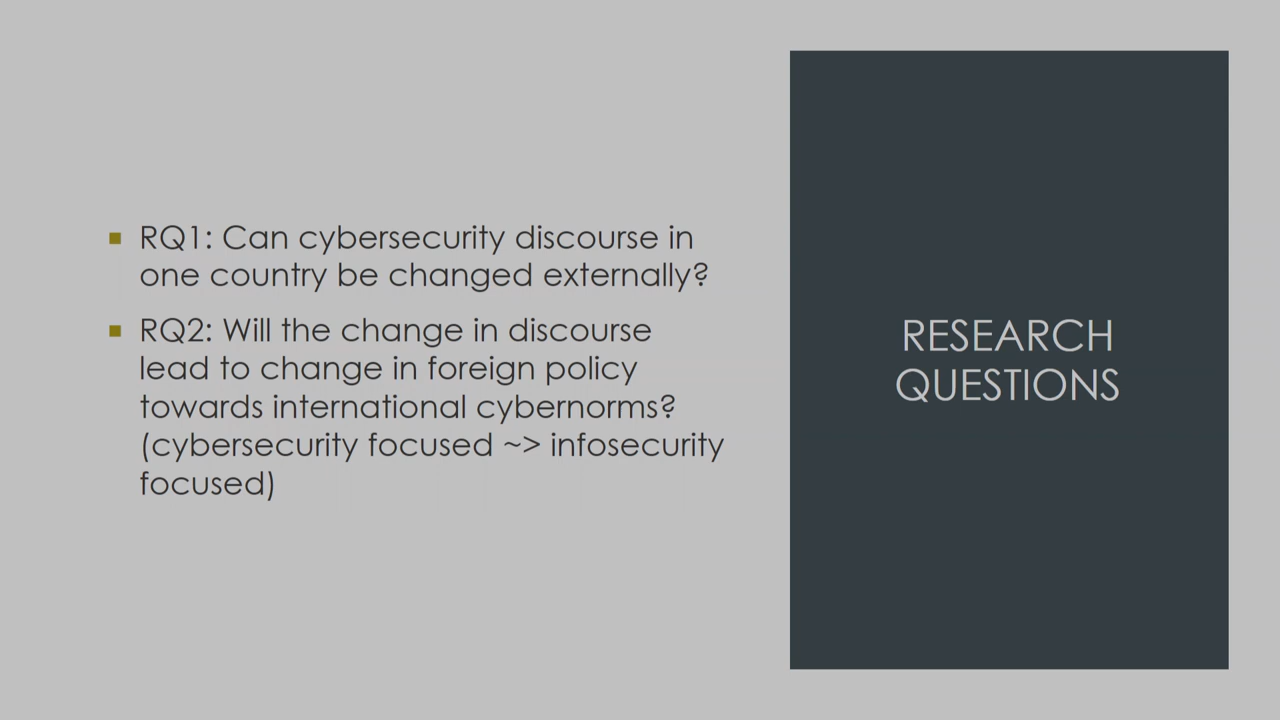 RQ1: Can cybersecurity discourse in
one country be changed externally?
RQ2: Will the change in discourse
lead to change in foreign policy
towards international cybernorms?
(cybersecurity focused ~> infosecurity
focused)
RESEARCH
QUESTIONS